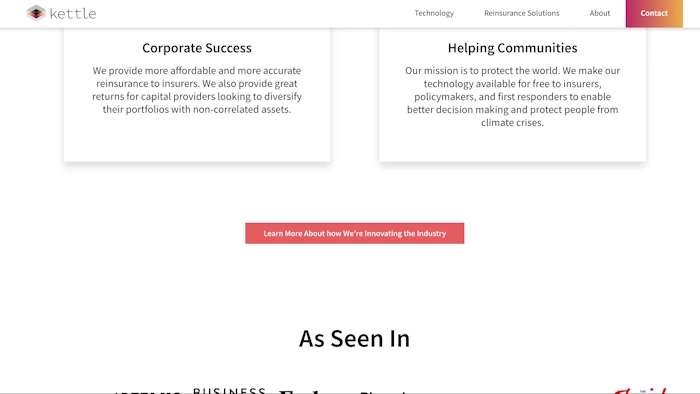 kettle
Technology
Reinsurance Solutions
About
Contact
Corporate Success
We provide more affordable and more accurate
reinsurance to insurers. We also provide great
returns for capital providers looking to diversify
their portfolios with non-correlated assets.
Helping Communities
Our mission is to protect the world. We make our
technology available for free to insurers,
policymakers, and first responders to enable
better decision making and protect people from
climate crises.
Learn More About how We're Innovating the Industry
As Seen In
BUSINESS